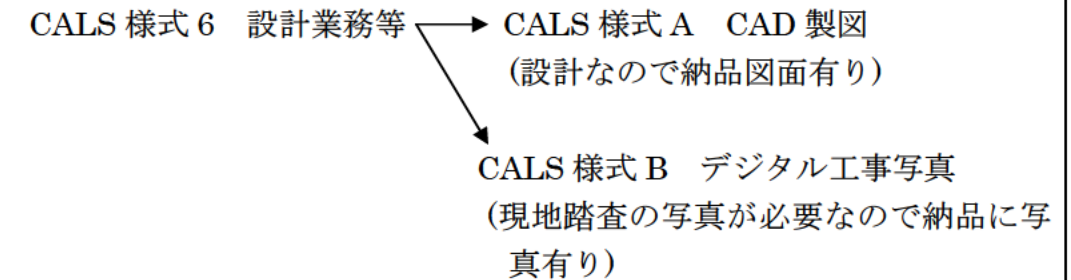 CALS 様式 6　設計業務等　CALS 様式 A　CAD 製図
(設計なので納品図面有り)
CALS 様式 B　デジタル工事写真
(現地踏査の写真が必要なので納品に写
真有り)